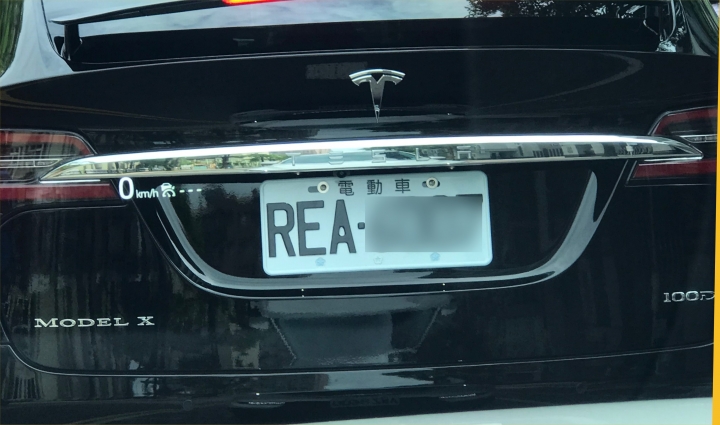 0 km/h ---
電動車
REA-
MODEL X
100D